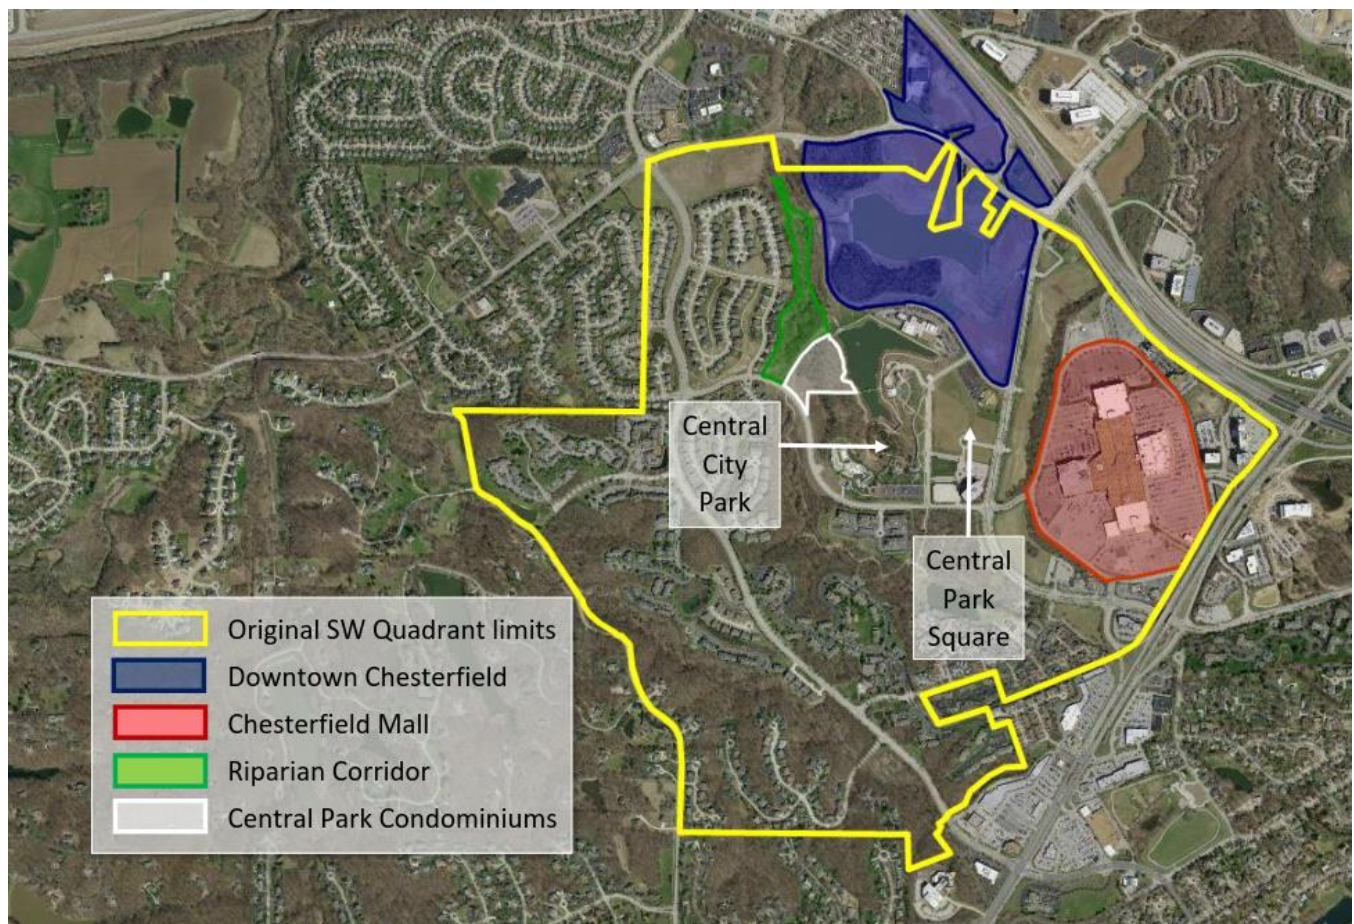 Central
City
Park
Central
Park
Square
Original SW Quadrant limits
Downtown Chesterfield
Chesterfield Mall
Riparian Corridor
Central Park Condominiums